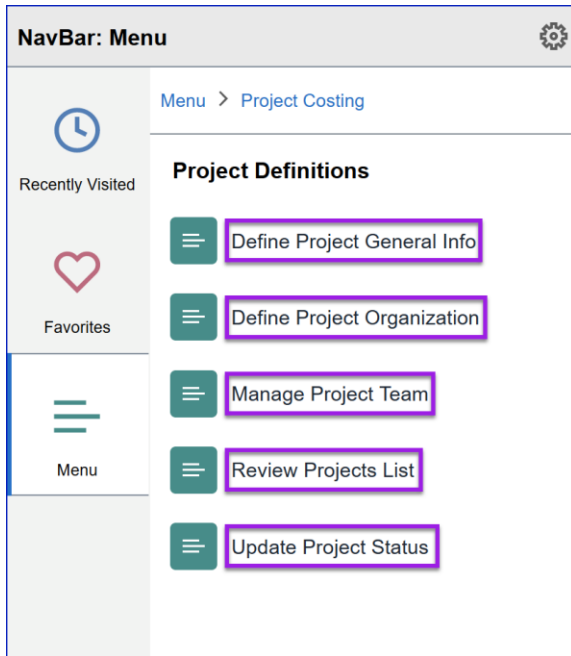 NavBar: Menu
Recently Visited
Favorites
Menu
Menu > Project Costing
Project Definitions
Define Project General Info
Define Project Organization
Manage Project Team
Review Projects List
Update Project Status